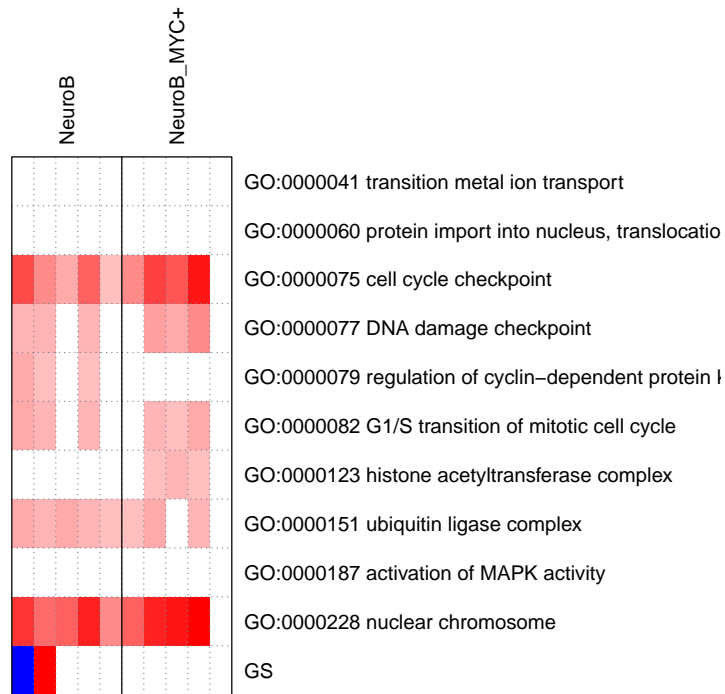 NeuroB
NeuroB_MYC+
GO:0000041 transition metal ion transport
GO:0000060 protein import into nucleus, translocatio
GO:0000075 cell cycle checkpoint
GO:0000077 DNA damage checkpoint
GO:0000079 regulation of cyclin−dependent protein k
GO:0000082 G1/S transition of mitotic cell cycle
GO:0000123 histone acetyltransferase complex
GO:0000151 ubiquitin ligase complex
GO:0000187 activation of MAPK activity
GO:0000228 nuclear chromosome
GS